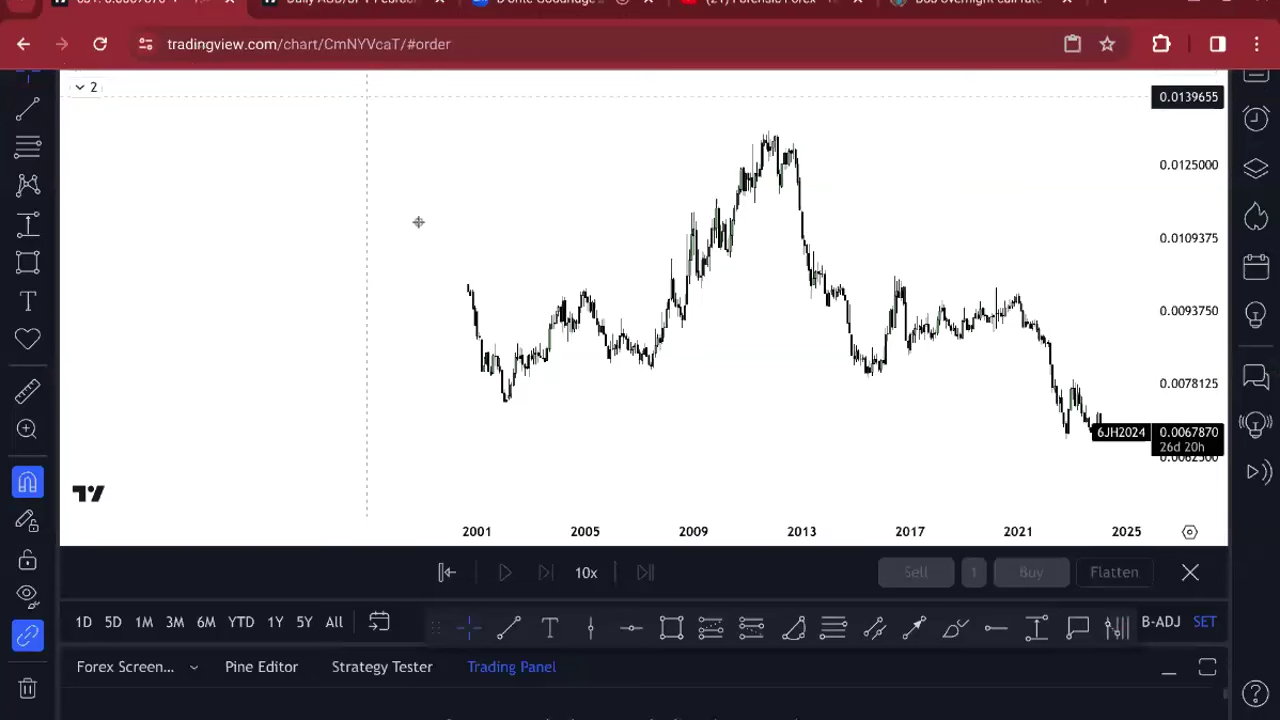 tradingview.com/chart/CmNYVcaT/#order
2
0.0139655
0.0125000
0.0109375
0.0093750
0.0078125
6JH2024 0.0067870
26d 20h
2001 2005 2009 2013 2017 2021 2025
10x Sell 1 Buy Flatten
1D 5D 1M 3M 6M YTD 1Y 5Y All B-ADJ SET
Forex Screen... Pine Editor Strategy Tester Trading Panel